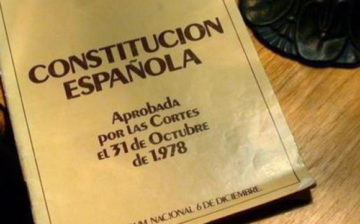 CONSTITUCION
ESPAÑOLA
APROBADA
POR LAS CORTES
EL 31 DE OCTUBRE
DE 1.978
NACIONAL 6 DE DICIEMBRE